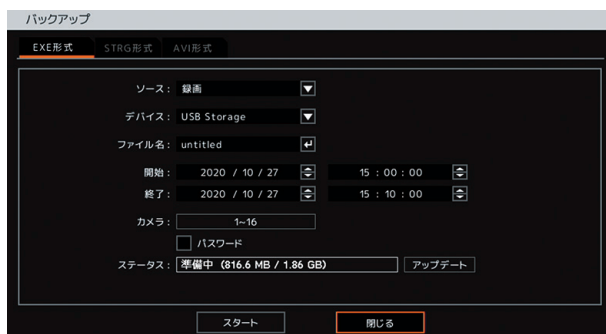 バックアップ
EXE形式 STRG形式 AVI形式
ソース： 録画
デバイス： USB Storage
ファイル名： untitled
開始： 2020 / 10 / 27 15 : 00 : 00
終了： 2020 / 10 / 27 15 : 10 : 00
カメラ： 1~16
パスワード
ステータス： 準備中 (816.6 MB / 1.86 GB) アップデート
スタート 閉じる